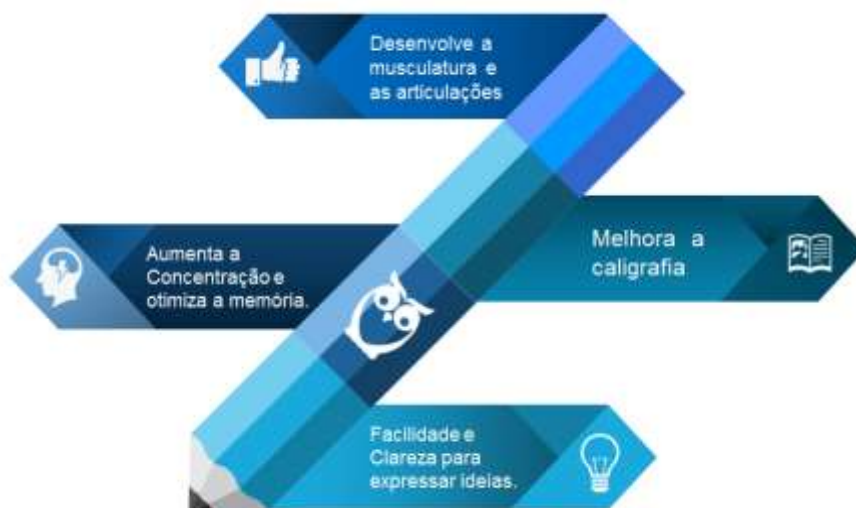 Desenvolve a
musculatura e
as articulações
Aumenta a
Concentração e
otimiza a memória.
Melhora a
caligrafia
Facilidade e
Clareza para
expressar ideias.